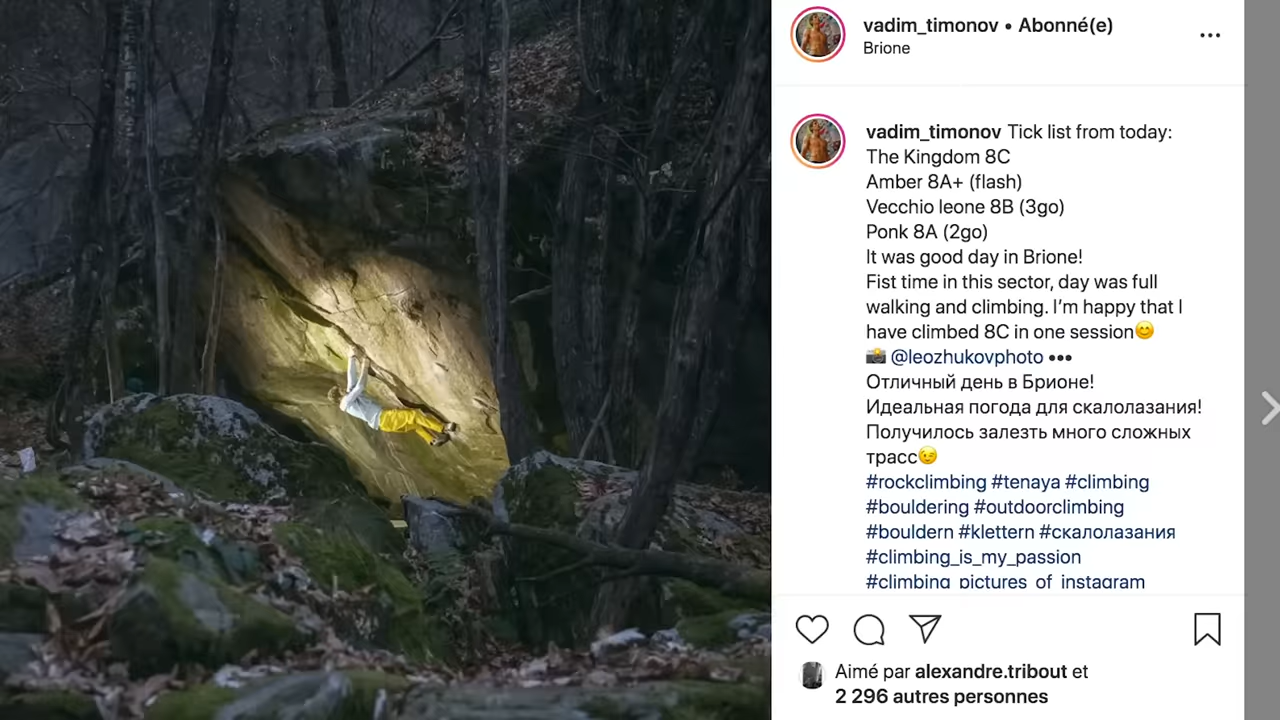 vadim_timonov • Abonné(e)
Brione
vadim_timonov Tick list from today:
The Kingdom 8C
Amber 8A+ (flash)
Vecchio leone 8B (3go)
Ponk 8A (2go)
It was good day in Brione!
Fist time in this sector, day was full
walking and climbing. I’m happy that I
have climbed 8C in one session😊
📸 @leozhukovphoto •••
Отличный день в Брионе!
Идеальная погода для скалолазания!
Получилось залезть много сложных
трасс😉
#rockclimbing #tenaya #climbing
#bouldering #outdoorclimbing
#bouldern #klettern #скалолазания
#climbing_is_my_passion
#climbing_pictures_of_instagram
Aimé par alexandre.tribout et
2 296 autres personnes